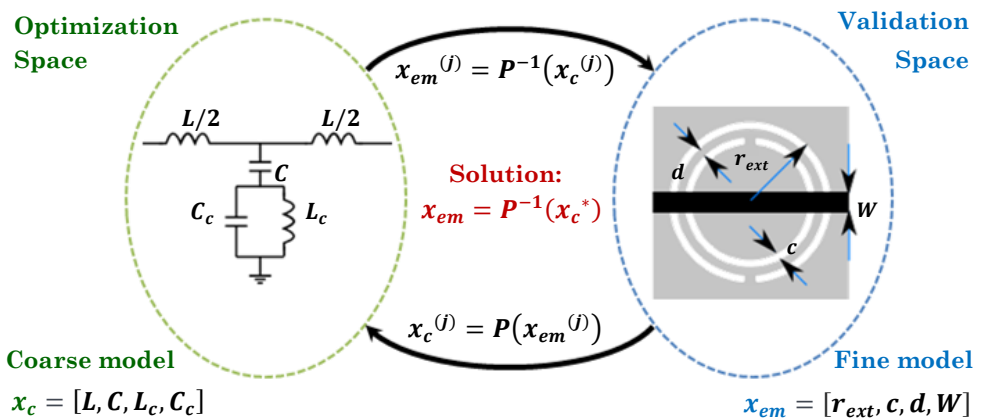 Optimization
Space
Validation
Space
x_em^(j) = P^-1(x_c^(j))
L/2
L/2
C
C_c
L_c
Solution:
x_em = P^-1(x_c^*)
d
r_ext
W
c
x_c^(j) = P(x_em^(j))
Coarse model
x_c = [L, C, L_c, C_c]
Fine model
x_em = [r_ext, c, d, W]